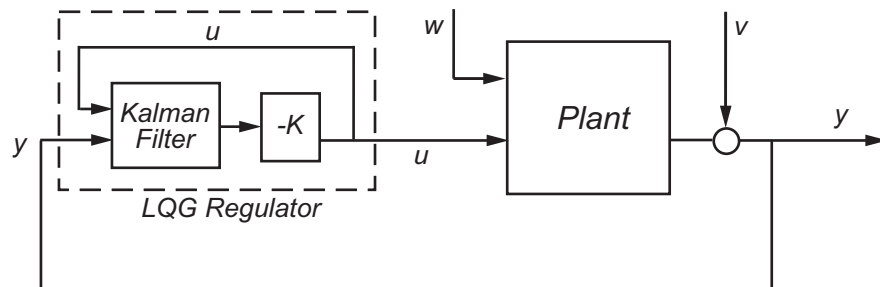 u
w
v
Kalman
Filter
-K
Plant
y
y
u
LQG Regulator